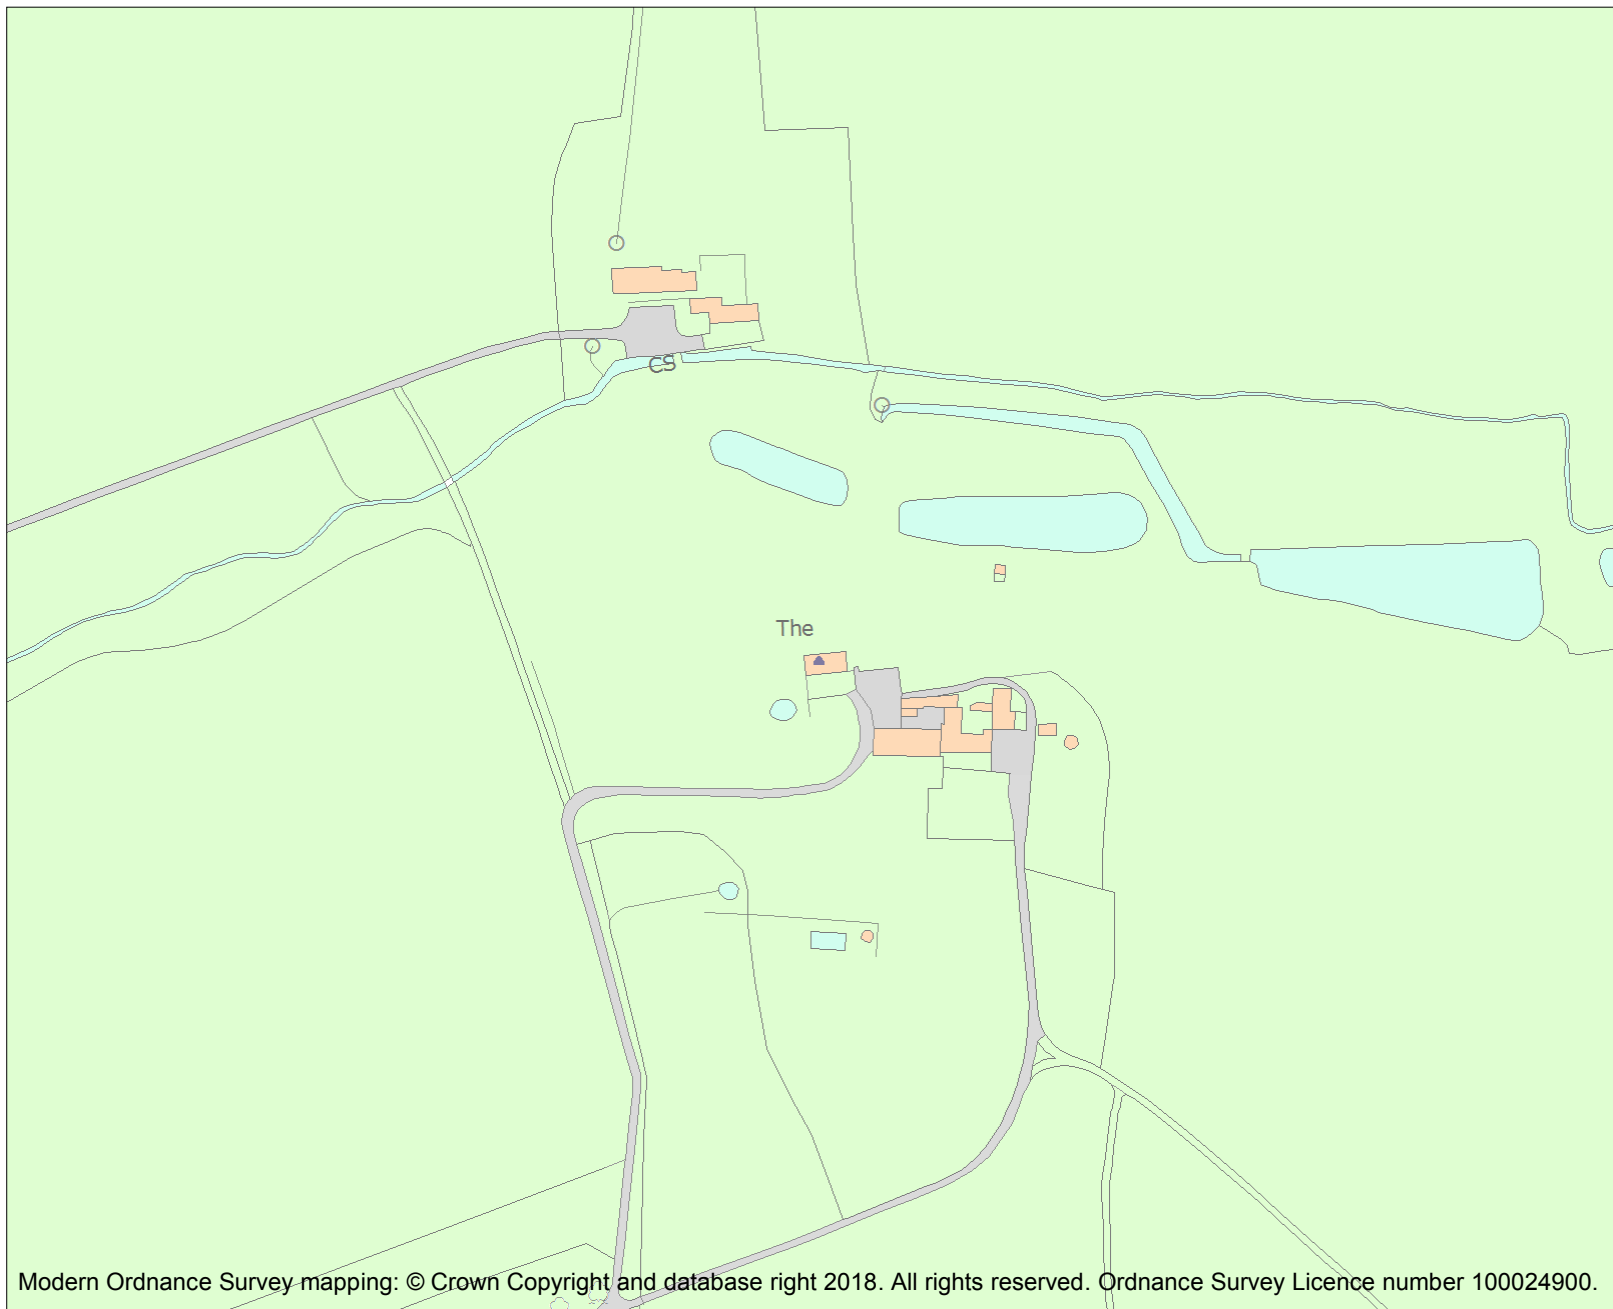 CS
The
Modern Ordnance Survey mapping: © Crown Copyright and database right 2018. All rights reserved. Ordnance Survey Licence number 100024900.